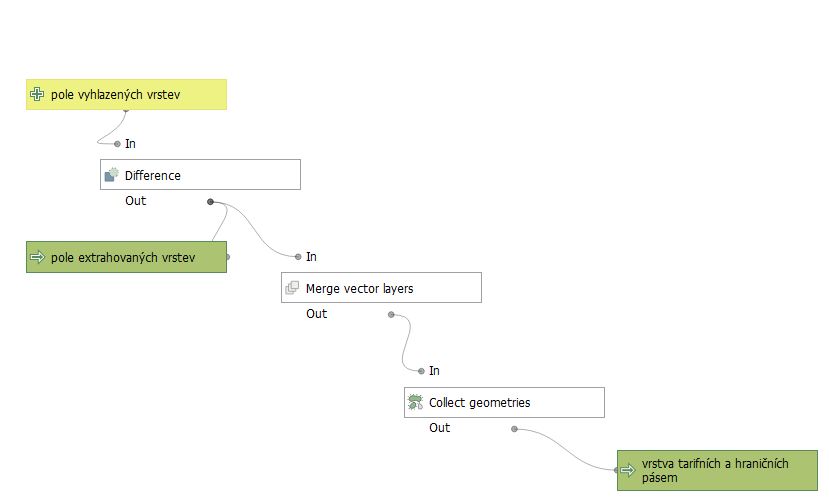 pole vyhlazených vrstev
In
Difference
Out
pole extrahovaných vrstev
In
Merge vector layers
Out
In
Collect geometries
Out
vrstva tarifních a hraničních
pásem